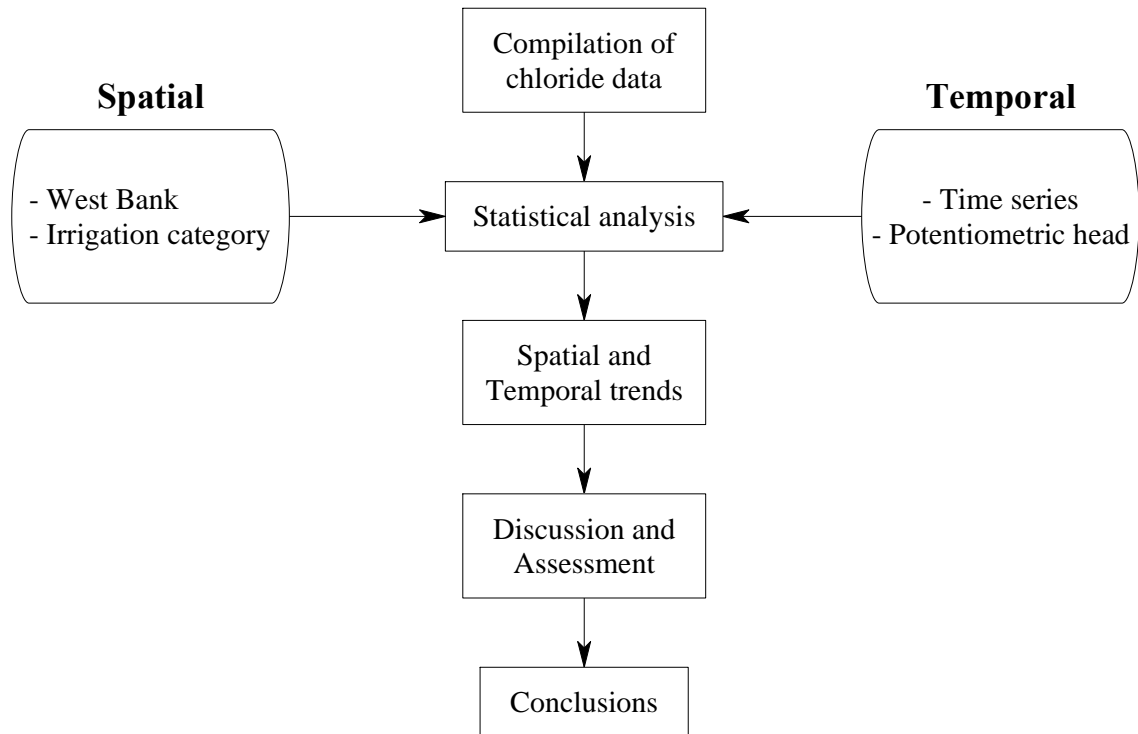 Compilation of
chloride data
Spatial
- West Bank
- Irrigation category
Temporal
- Time series
- Potentiometric head
Statistical analysis
Spatial and
Temporal trends
Discussion and
Assessment
Conclusions